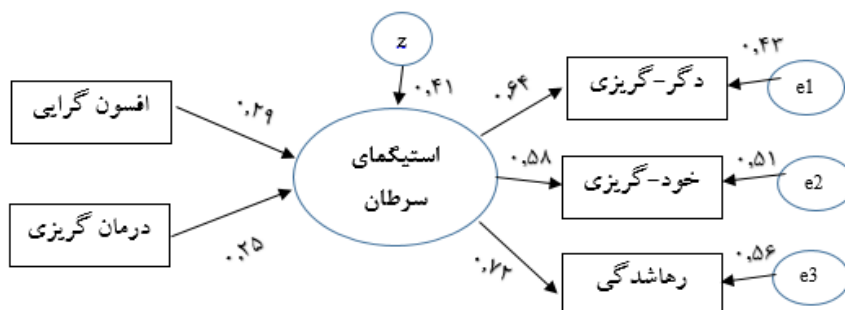 z
۰,۴۱
افسون گرایی
۰,۲۹
درمان گریزی
۰,۲۵
استیگمای
سرطان
۰,۶۴
دگر-گریزی
۰,۴۳
e1
۰,۵۸
خود-گریزی
۰,۵۱
e2
۰,۷۲
رهاشدگی
۰,۵۶
e3